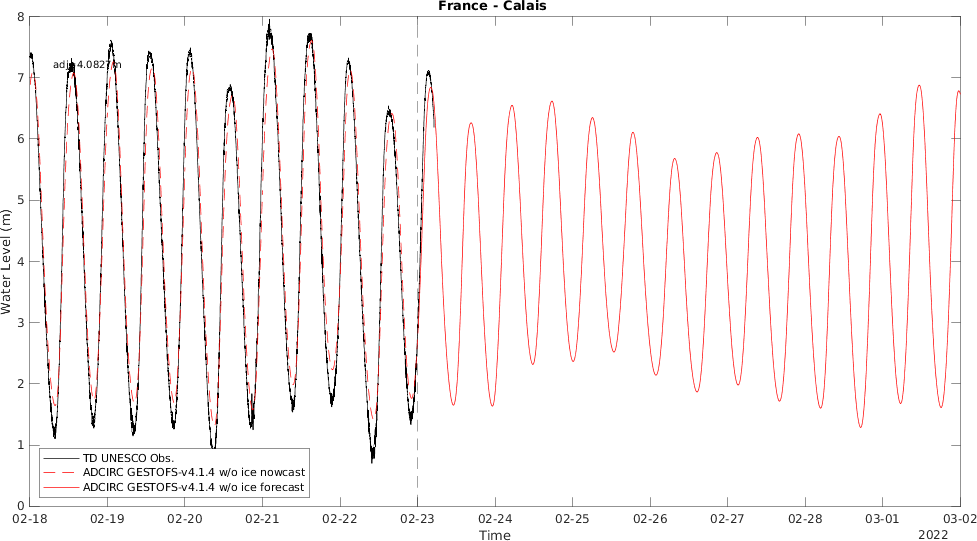 France - Calais
8
7
6
5
4
3
2
1
0
Water Level (m)
TD UNESCO Obs.
ADCIRC GESTOFS-v4.1.4 w/o ice nowcast
ADCIRC GESTOFS-v4.1.4 w/o ice forecast
02-18 02-19 02-20 02-21 02-22 02-23 02-24 02-25 02-26 02-27 02-28 03-01 03-02
Time
2022